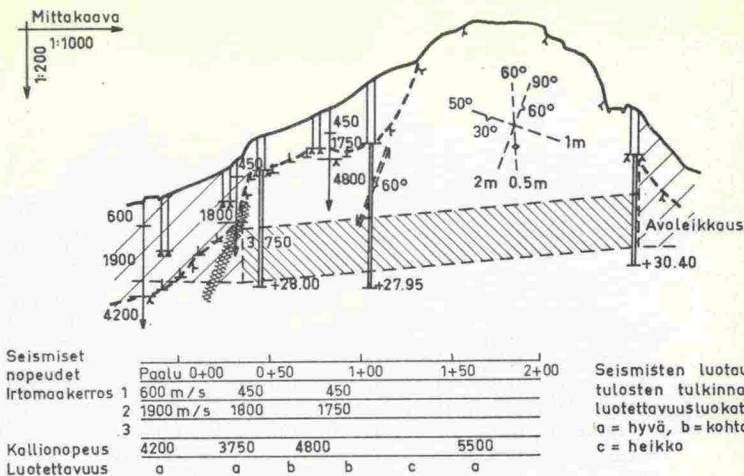 Mittakaava
1:1000
1:200
60°
90°
50°
60°
30°
1m
2m
0.5m
450
1750
4800
60°
450
600
1800
1900
3 750
4200
Avoleikkaus
+28.00
+27.95
+30.40
Seismiset
nopeudet
Paalu 0+00 0+50 1+00 1+50 2+00
Irtomaakerros 1 600 m/s 450 450
2 1900 m/s 1800 1750
3
Kallionopeus 4200 3750 4800 5500
Luotettavuus a a b b c a
Seismisten luotau
tulosten tulkinna
luotettavuusluokat
a = hyvä, b = kohta
c = heikko